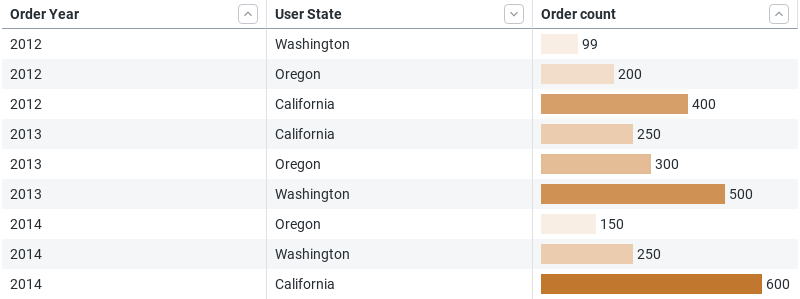 Order Year User State Order count
2012 Washington 99
2012 Oregon 200
2012 California 400
2013 California 250
2013 Oregon 300
2013 Washington 500
2014 Oregon 150
2014 Washington 250
2014 California 600